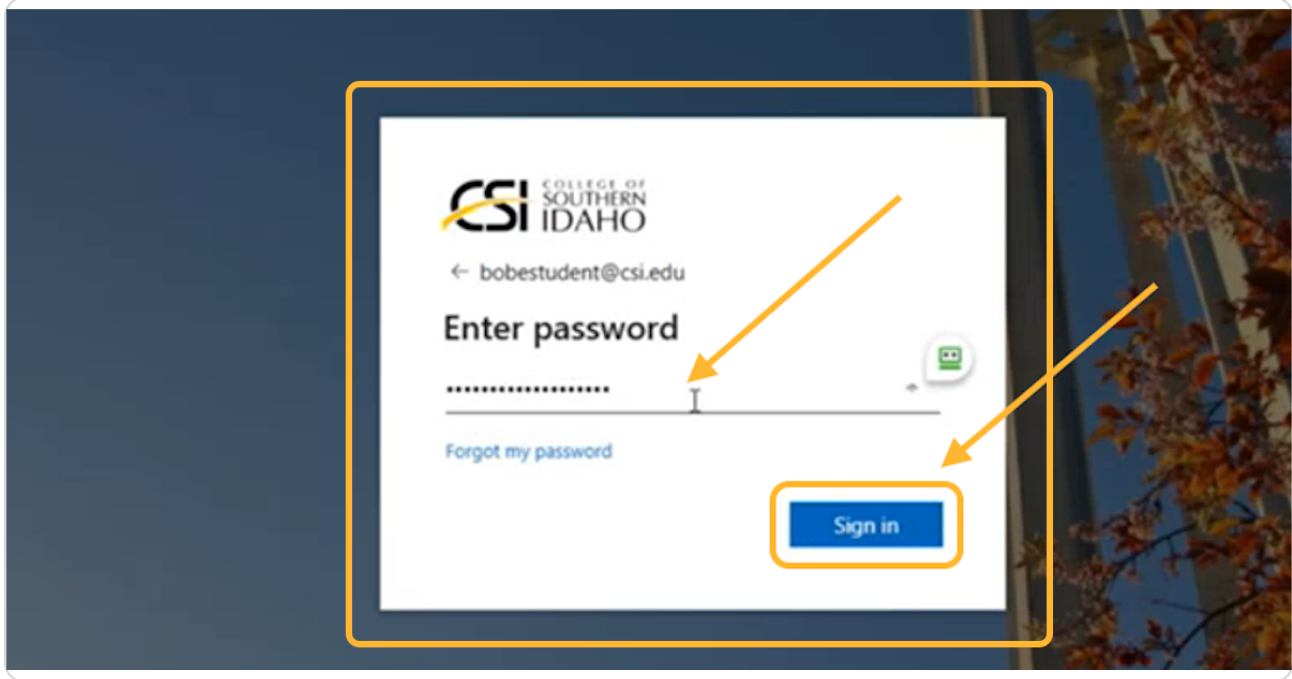 CSI COLLEGE OF
SOUTHERN
IDAHO
← bobestudent@csi.edu
Enter password
•••••••••••••••••••
Forgot my password
Sign in